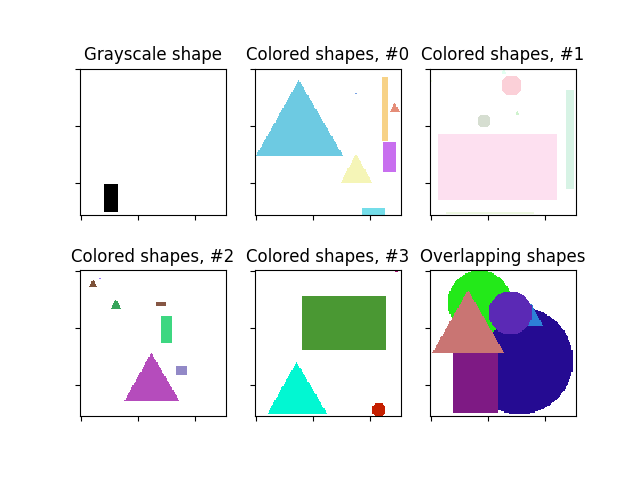 Grayscale shape
Colored shapes, #0
Colored shapes, #1
Colored shapes, #2
Colored shapes, #3
Overlapping shapes